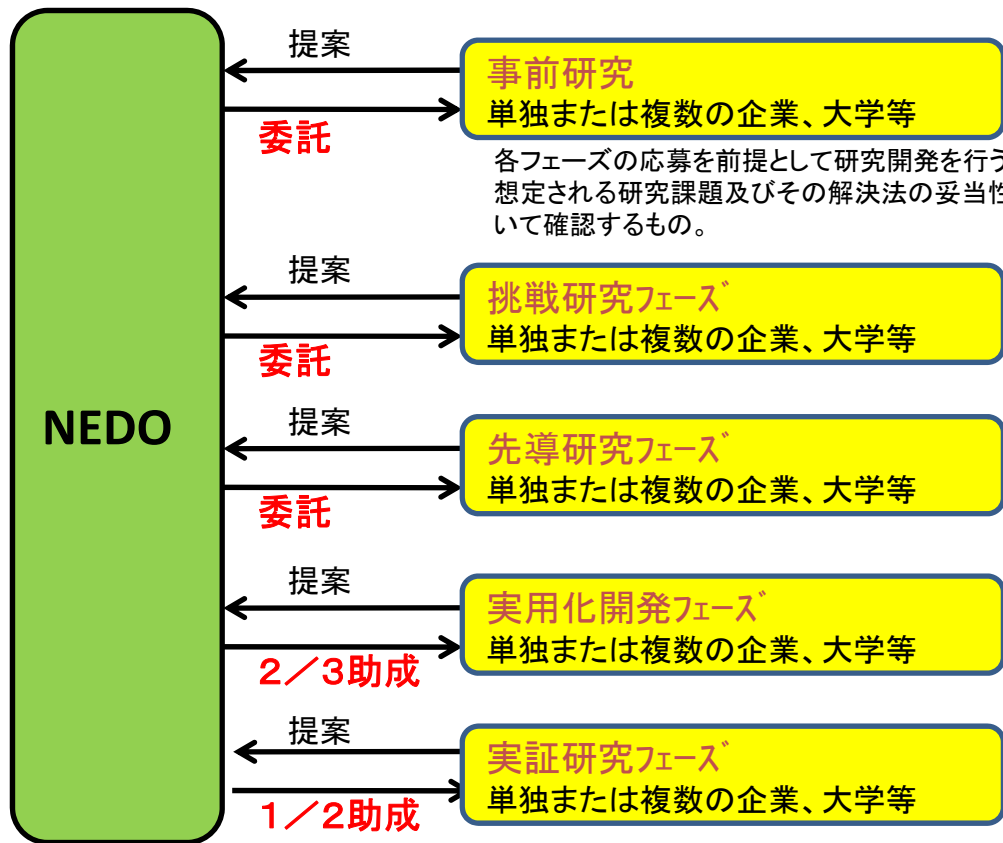 NEDO
提案
委託
事前研究
単独または複数の企業、大学等
各フェーズの応募を前提として研究開発を行う
想定される研究課題及びその解決法の妥当性
いて確認するもの。
提案
委託
挑戦研究フェーズ
単独または複数の企業、大学等
提案
委託
先導研究フェーズ
単独または複数の企業、大学等
提案
2/3助成
実用化開発フェーズ
単独または複数の企業、大学等
提案
1/2助成
実証研究フェーズ
単独または複数の企業、大学等